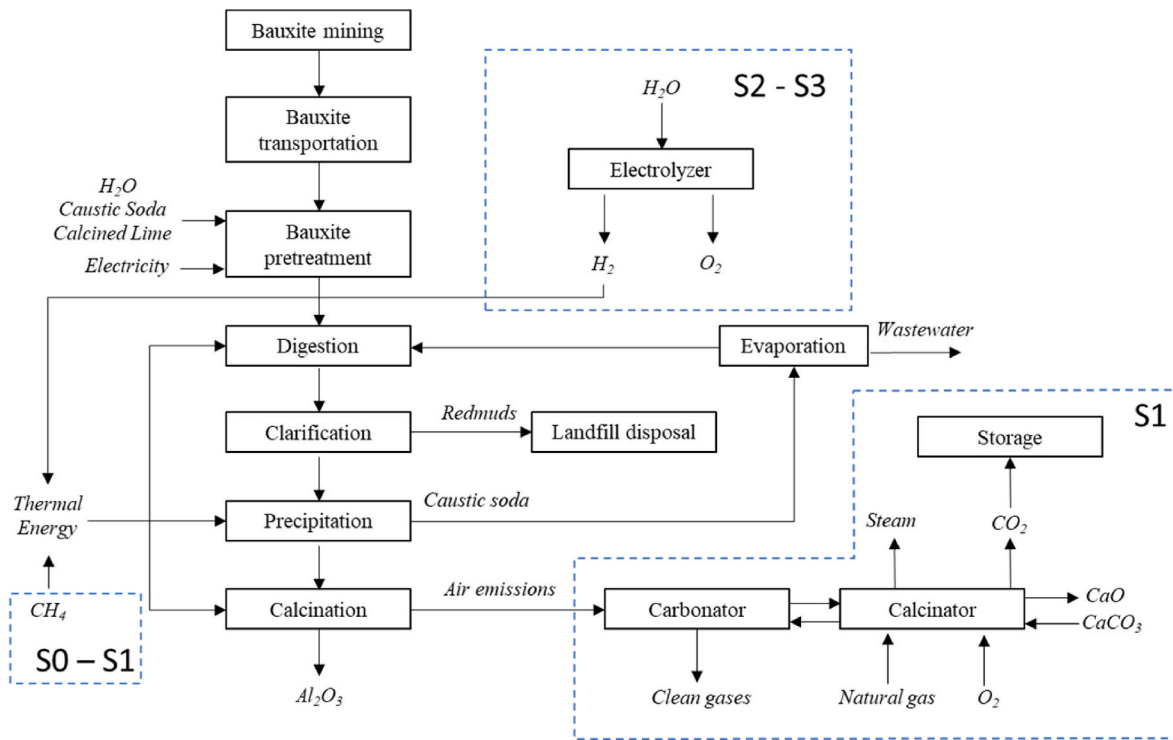 Bauxite mining
S2 - S3
H₂O
Bauxite
transportation
Electrolyzer
H₂O
Caustic Soda
Calcined Lime
Bauxite
pretreatment
Electricity
H₂
O₂
Wastewater
Digestion
Evaporation
S1
Redmuds
Clarification
Landfill disposal
Storage
Thermal
Energy
Caustic soda
Precipitation
Steam
CO₂
CH₄
Air emissions
Calcination
Carbonator
Calcinator
CaO
CaCO₃
S0 – S1
Al₂O₃
Clean gases
Natural gas
O₂